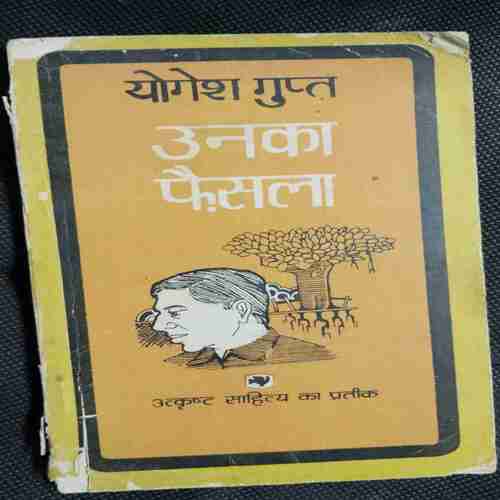 योगेश गुप्त
उनका
फैसला
उत्कृष्ट साहित्य का प्रतीक